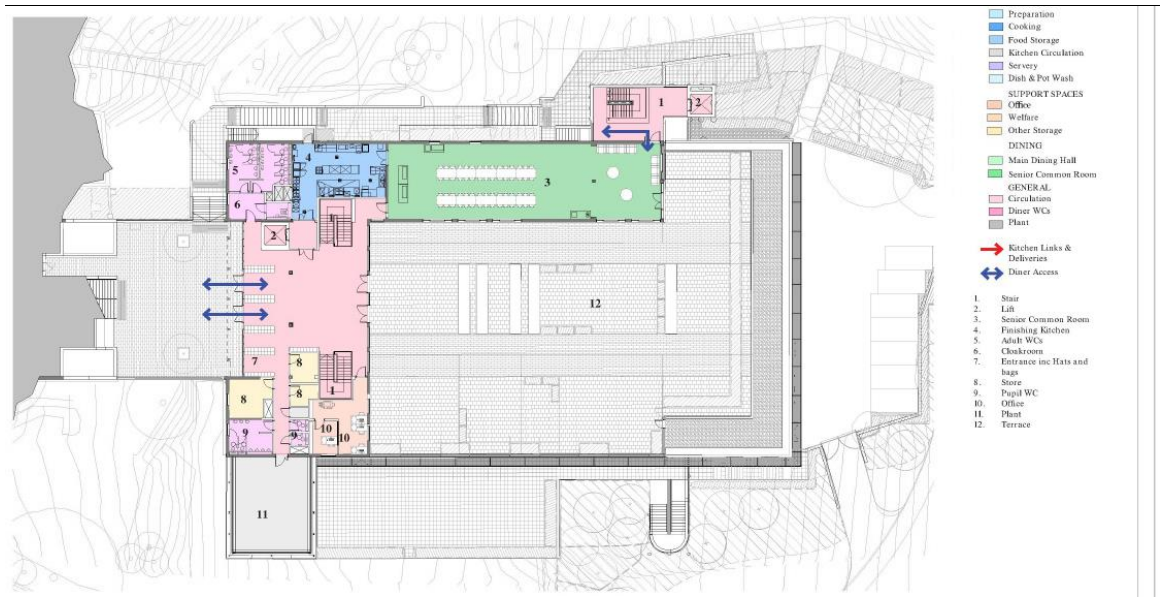 Preparation
Cooking
Food Storage
Kitchen Circulation
Servery
Dish & Pot Wash
SUPPORT SPACES
Office
Welfare
Other Storage
DINING
Main Dining Hall
Senior Common Room
GENERAL
Circulation
Diner WCs
Plant
Kitchen Links &
Deliveries
Diner Access
1. Stair
2. Lift
3. Senior Common Room
4. Finishing Kitchen
5. Adult WCs
6. Cloakroom
7. Entrance inc Hats and
bags
8. Store
9. Pupil WC
10. Office
11. Plant
12. Terrace
1
2
4
5
3
6
1
2
12
7
8
8
8
1
9
9
10
10
11